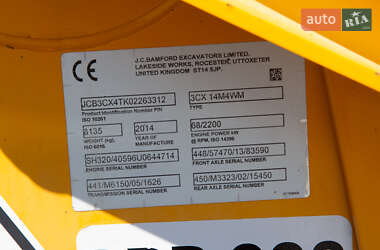 auto RIA
J.C.BAMFORD EXCAVATORS LIMITED,
LAKESIDE WORKS, ROCESTER, UTTOXETER
UNITED KINGDOM ST14 5JP.
CE
JCB3CX4TK02263312 3CX 14M4WM
Product Identification Number PIN TYPE
ISO 10261
8135 2014 68/2200
WEIGHT (kg), YEAR OF ENGINE POWER kW
ISO 6016 MANUFACTURE @ RPM, ISO 14396
SH320/40596U0644714 448/57470/13/83590
ENGINE SERIAL NUMBER FRONT AXLE SERIAL NUMBER
441/M6150/05/1626 450/M3323/02/15450
TRANSMISSION SERIAL NUMBER REAR AXLE SERIAL NUMBER